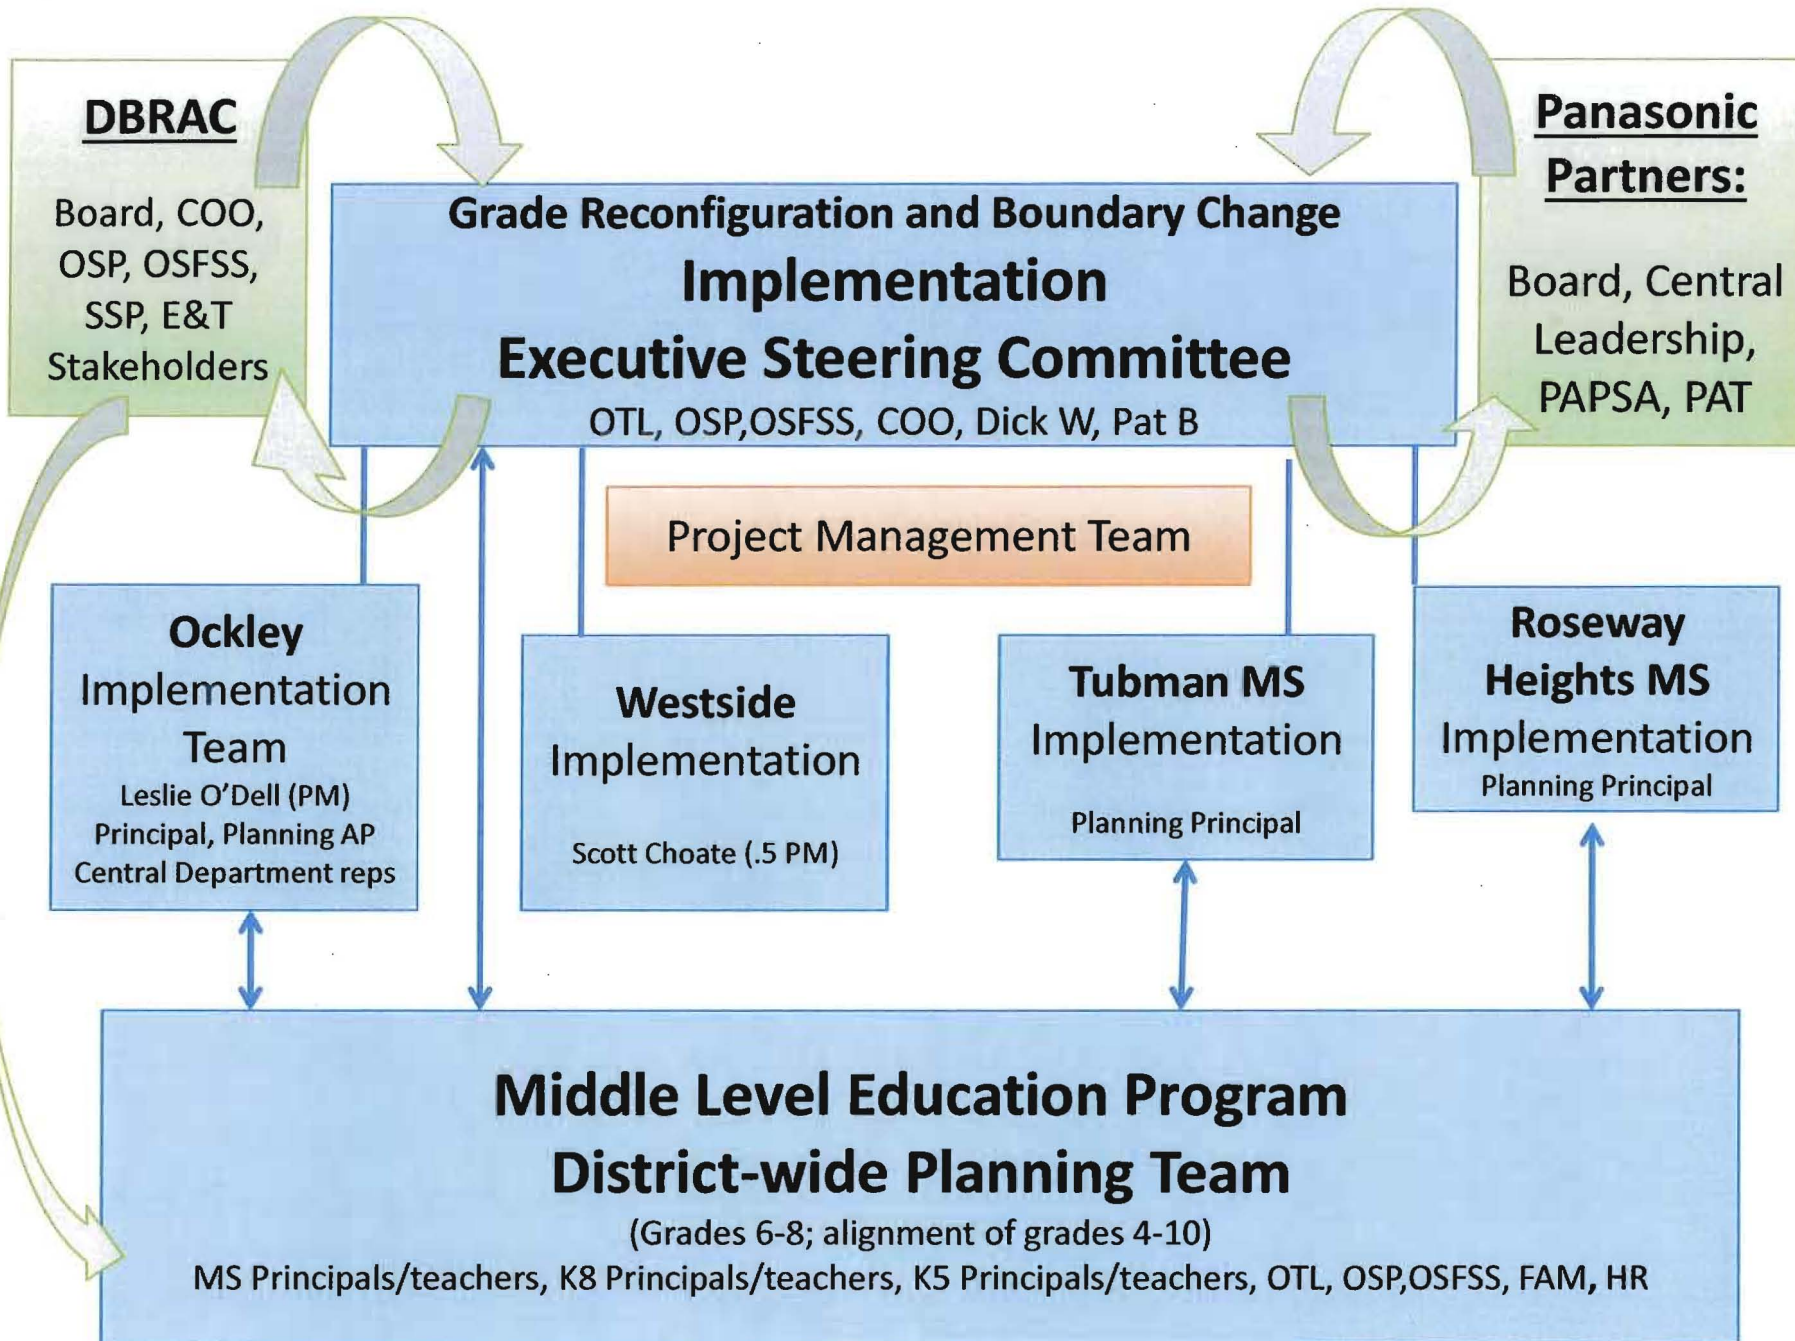 DBRAC
Board, COO,
OSP, OSFSS,
SSP, E&T
Stakeholders
Grade Reconfiguration and Boundary Change
Implementation
Executive Steering Committee
OTL, OSP,OSFSS, COO, Dick W, Pat B
Panasonic
Partners:
Board, Central
Leadership,
PAPSA, PAT
Project Management Team
Ockley
Implementation
Team
Leslie O'Dell (PM)
Principal, Planning AP
Central Department reps
Westside
Implementation
Scott Choate (.5 PM)
Tubman MS
Implementation
Planning Principal
Roseway
Heights MS
Implementation
Planning Principal
Middle Level Education Program
District-wide Planning Team
(Grades 6-8; alignment of grades 4-10)
MS Principals/teachers, K8 Principals/teachers, K5 Principals/teachers, OTL, OSP,OSFSS, FAM, HR